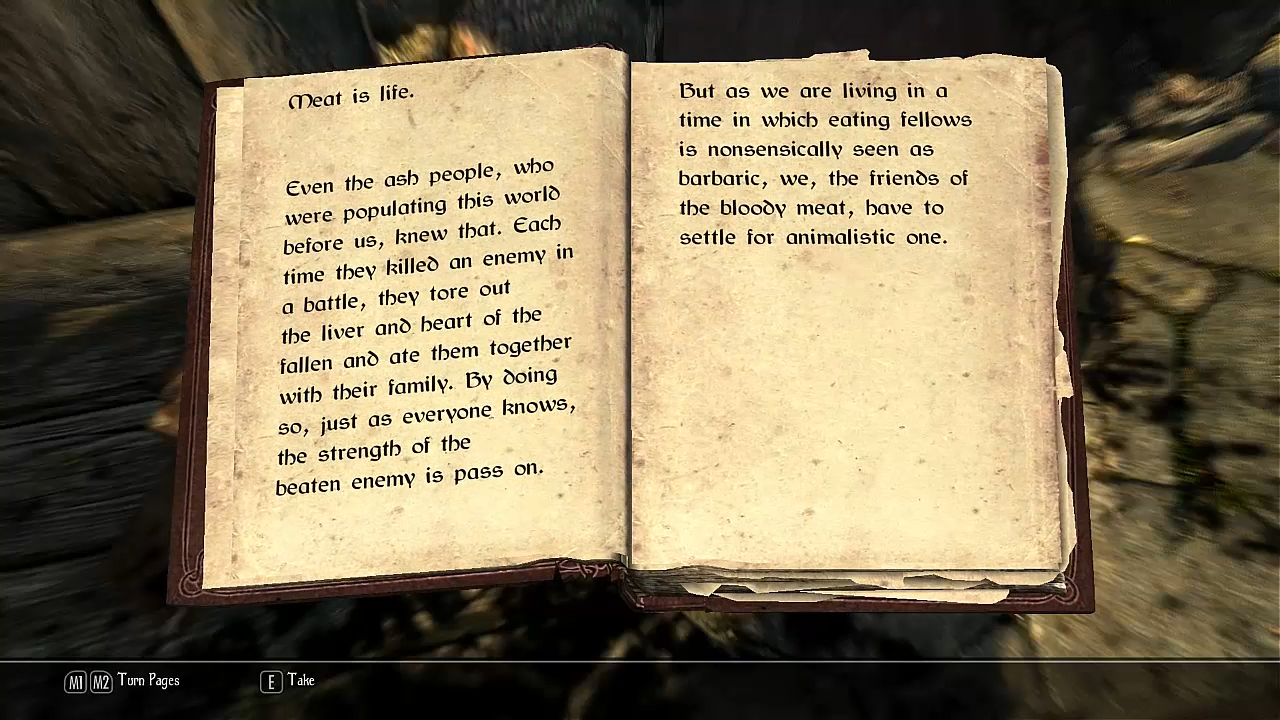 Meat is life.
Even the ash people, who
were populating this world
before us, knew that. Each
time they killed an enemy in
a battle, they tore out
the liver and heart of the
fallen and ate them together
with their family. By doing
so, just as everyone knows,
the strength of the
beaten enemy is pass on.
But as we are living in a
time in which eating fellows
is nonsensically seen as
barbaric, we, the friends of
the bloody meat, have to
settle for animalistic one.
M1 M2 Turn Pages
E Take